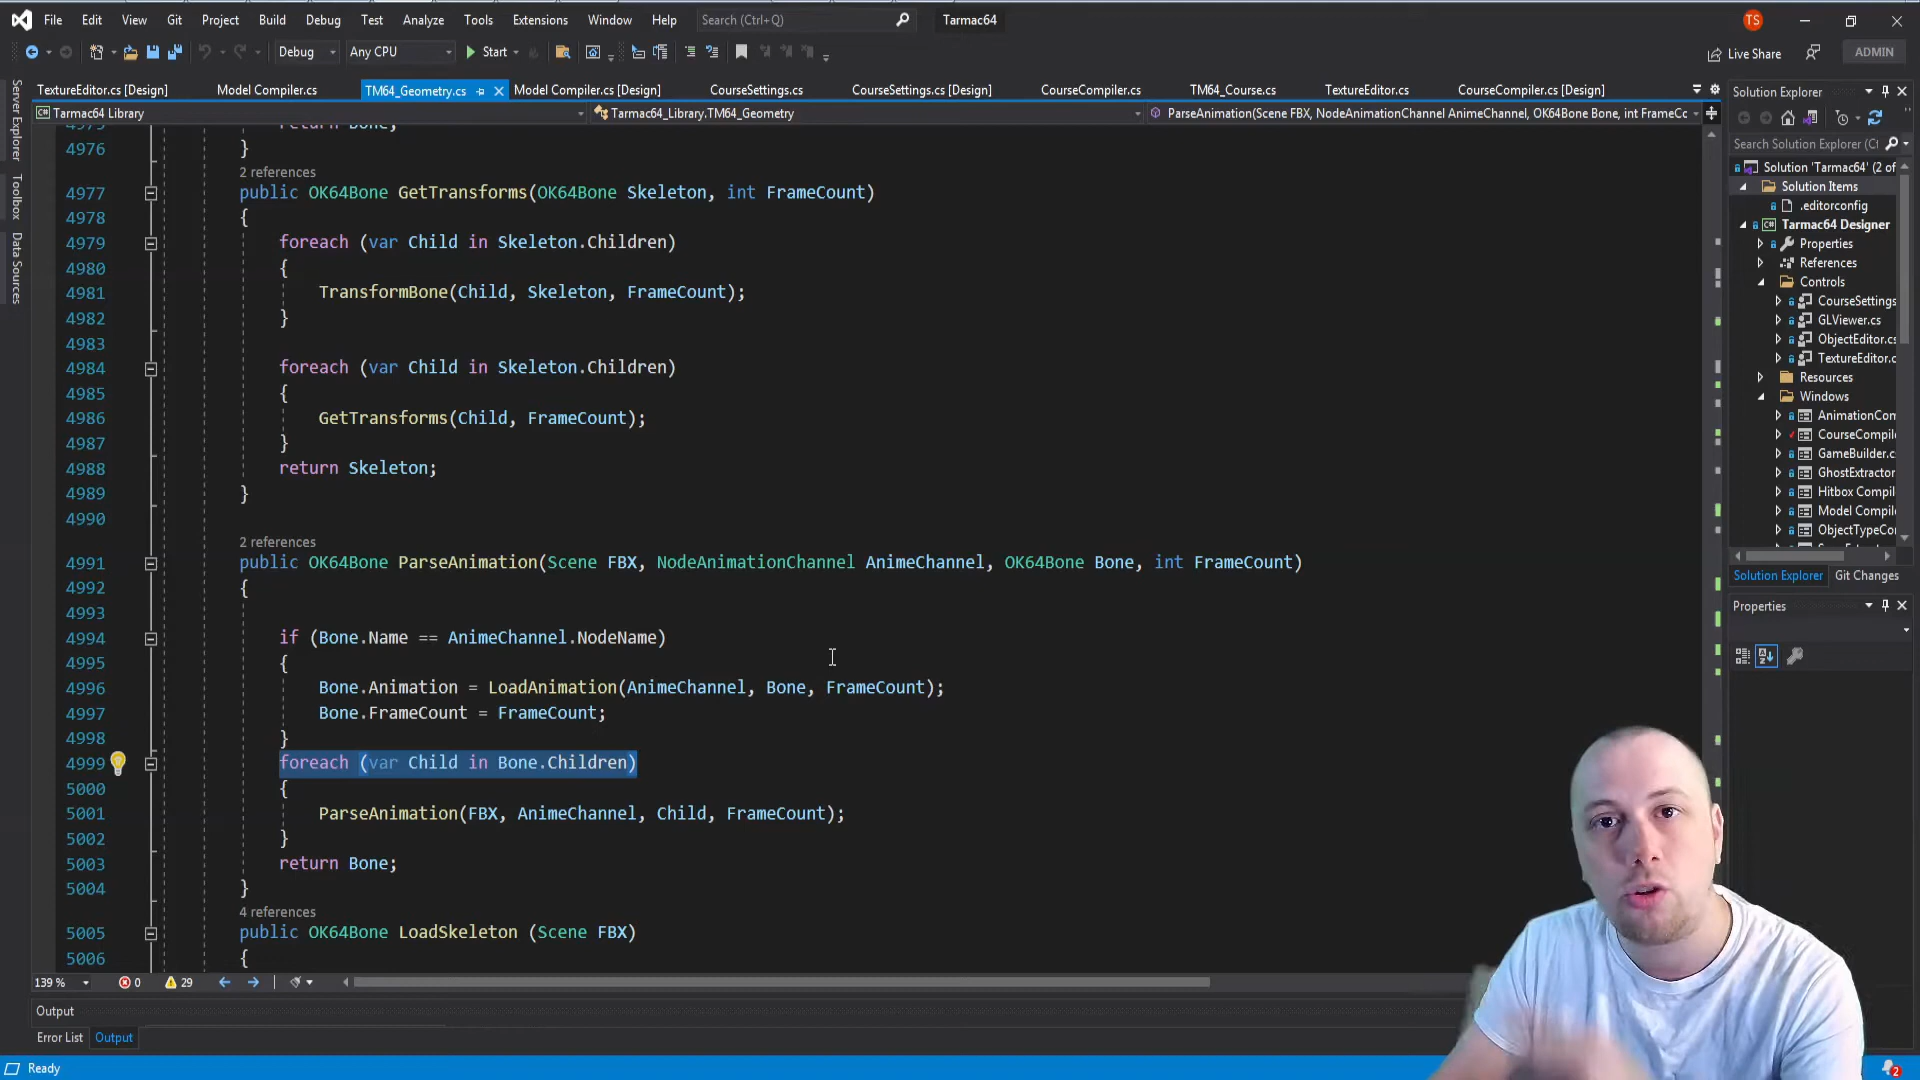 File Edit View Git Project Build Debug Test Analyze Tools Extensions Window Help Search (Ctrl+Q) Tarmac64 TS
Debug Any CPU Start Live Share ADMIN
TextureEditor.cs [Design] Model Compiler.cs TM64_Geometry.cs Model Compiler.cs [Design] CourseSettings.cs CourseSettings.cs [Design] CourseCompiler.cs TM64_Course.cs TextureEditor.cs CourseCompiler.cs [Design]
Tarmac64 Library Tarmac64_Library.TM64_Geometry ParseAnimation(Scene FBX, NodeAnimationChannel AnimeChannel, OK64Bone Bone, int FrameCc
Server Explorer
Toolbox
Data Sources
4975 return Bone;
4976 }
2 references
4977 public OK64Bone GetTransforms(OK64Bone Skeleton, int FrameCount)
4978 {
4979 foreach (var Child in Skeleton.Children)
4980 {
4981 TransformBone(Child, Skeleton, FrameCount);
4982 }
4983
4984 foreach (var Child in Skeleton.Children)
4985 {
4986 GetTransforms(Child, FrameCount);
4987 }
4988 return Skeleton;
4989 }
4990
2 references
4991 public OK64Bone ParseAnimation(Scene FBX, NodeAnimationChannel AnimeChannel, OK64Bone Bone, int FrameCount)
4992 {
4993
4994 if (Bone.Name == AnimeChannel.NodeName)
4995 {
4996 Bone.Animation = LoadAnimation(AnimeChannel, Bone, FrameCount);
4997 Bone.FrameCount = FrameCount;
4998 }
4999 foreach (var Child in Bone.Children)
5000 {
5001 ParseAnimation(FBX, AnimeChannel, Child, FrameCount);
5002 }
5003 return Bone;
5004 }
4 references
5005 public OK64Bone LoadSkeleton (Scene FBX)
5006 {
139 % 0 29
Output
Error List Output
Ready 2
Solution Explorer
Search Solution Explorer (Ct
Solution 'Tarmac64' (2 of
Solution Items
.editorconfig
Tarmac64 Designer
Properties
References
Controls
CourseSettings
GLViewer.cs
ObjectEditor.cs
TextureEditor.c
Resources
Windows
AnimationCom
CourseCompile
GameBuilder.c
GhostExtractor
Hitbox Compil
Model Compil
ObjectTypeCor
Solution Explorer Git Changes
Properties